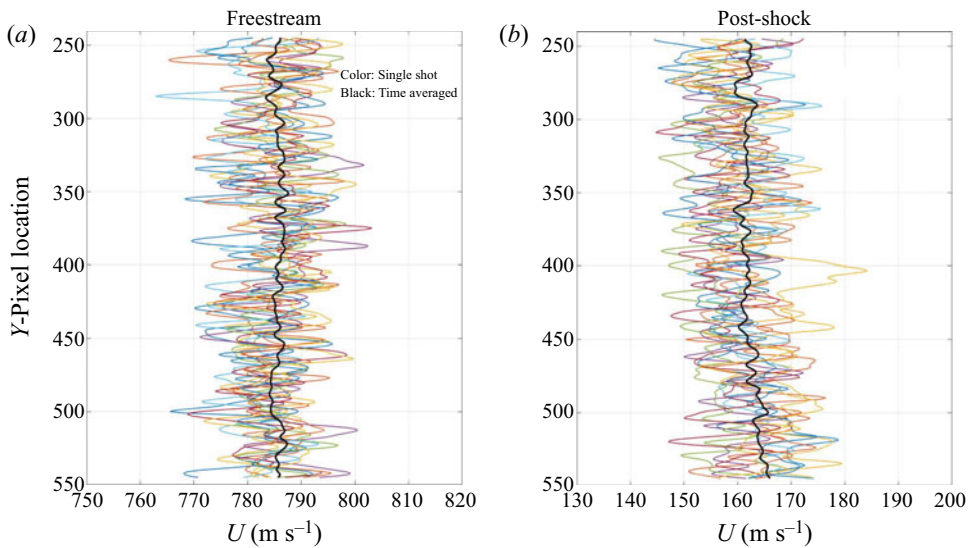 Freestream
Post-shock
(a)
(b)
250
300
350
400
450
500
550
Y-Pixel location
Color: Single shot
Black: Time averaged
750 760 770 780 790 800 810 820
U (m s⁻¹)
250
300
350
400
450
500
550
130 140 150 160 170 180 190 200
U (m s⁻¹)